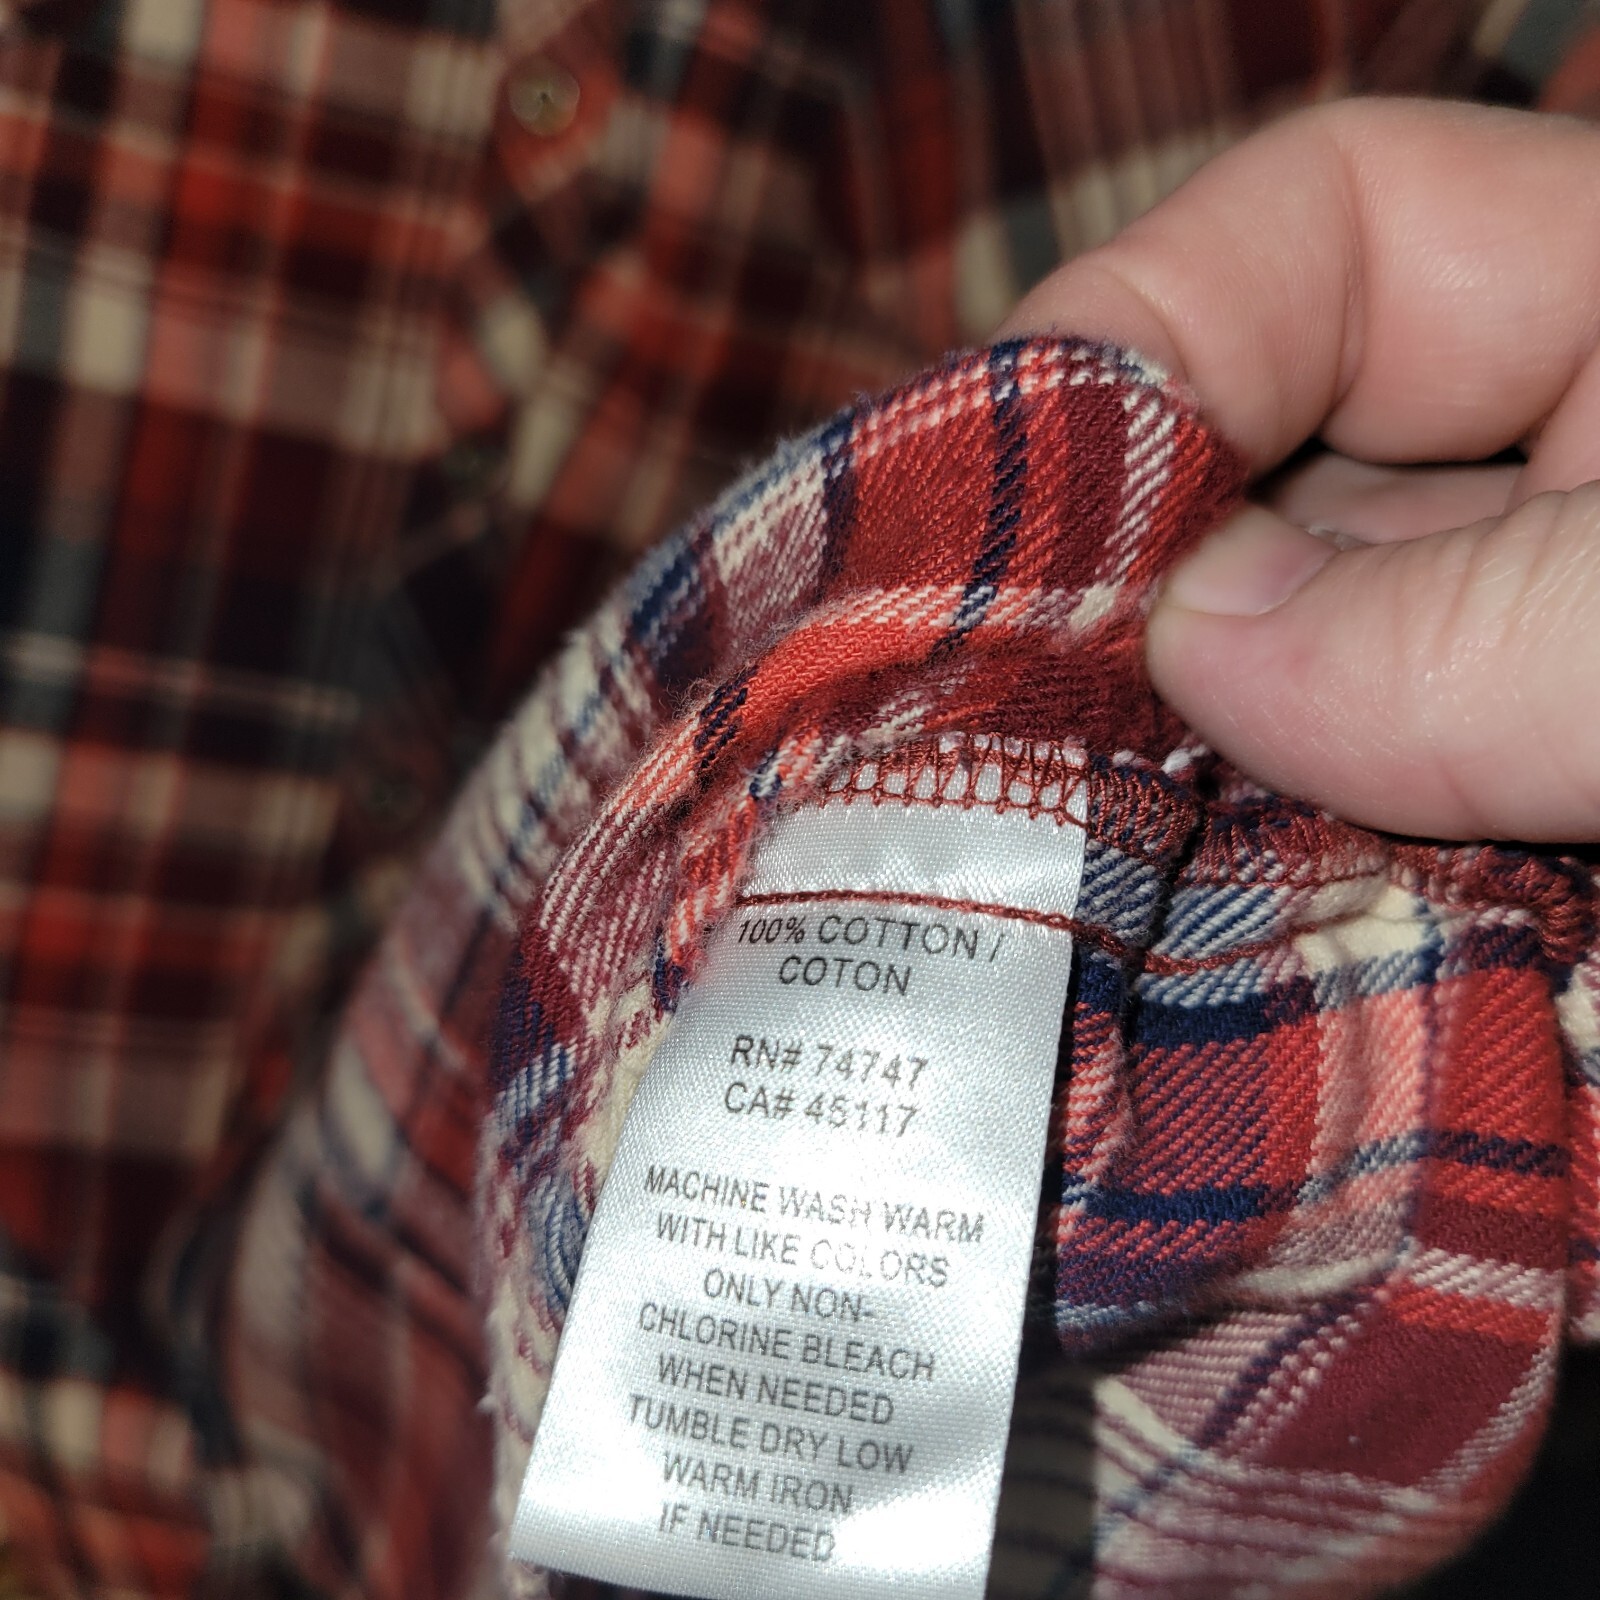 100% COTTON /
COTON
RN# 74747
CA# 45117
MACHINE WASH WARM
WITH LIKE COLORS
ONLY NON-
CHLORINE BLEACH
WHEN NEEDED
TUMBLE DRY LOW
WARM IRON
IF NEEDED